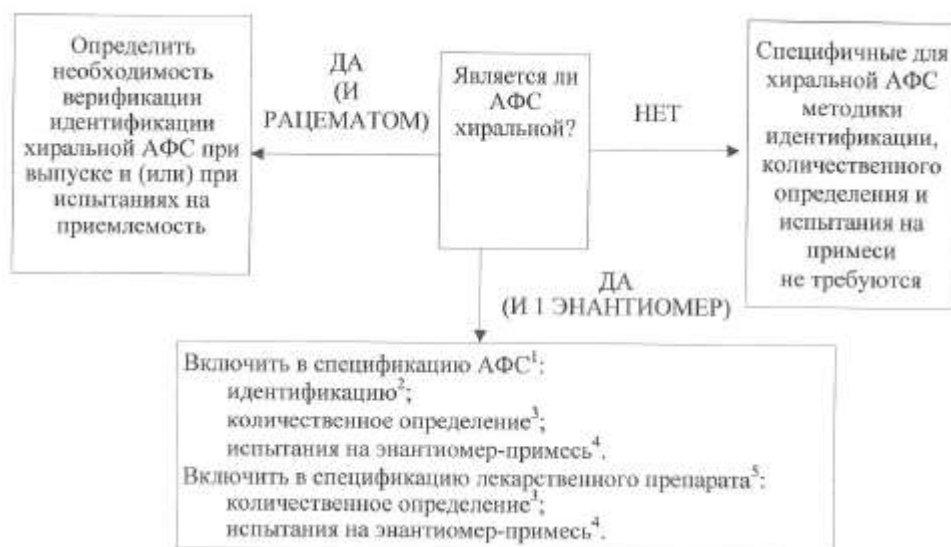 Определить
необходимость
верификации
идентификации
хиральной АФС при
выпуске и (или) при
испытаниях на
приемлемость
ДА
(И
РАЦЕМАТОМ)
Является ли
АФС
хиральной?
НЕТ
Специфичные для
хиральной АФС
методики
идентификации,
количественного
определения и
испытания на
примеси
не требуются
ДА
(И 1 ЭНАНТИОМЕР)
Включить в спецификацию АФС¹:
идентификацию²;
количественное определение³;
испытания на энантиомер-примесь⁴.
Включить в спецификацию лекарственного препарата⁵:
количественное определение³;
испытания на энантиомер-примесь⁴.